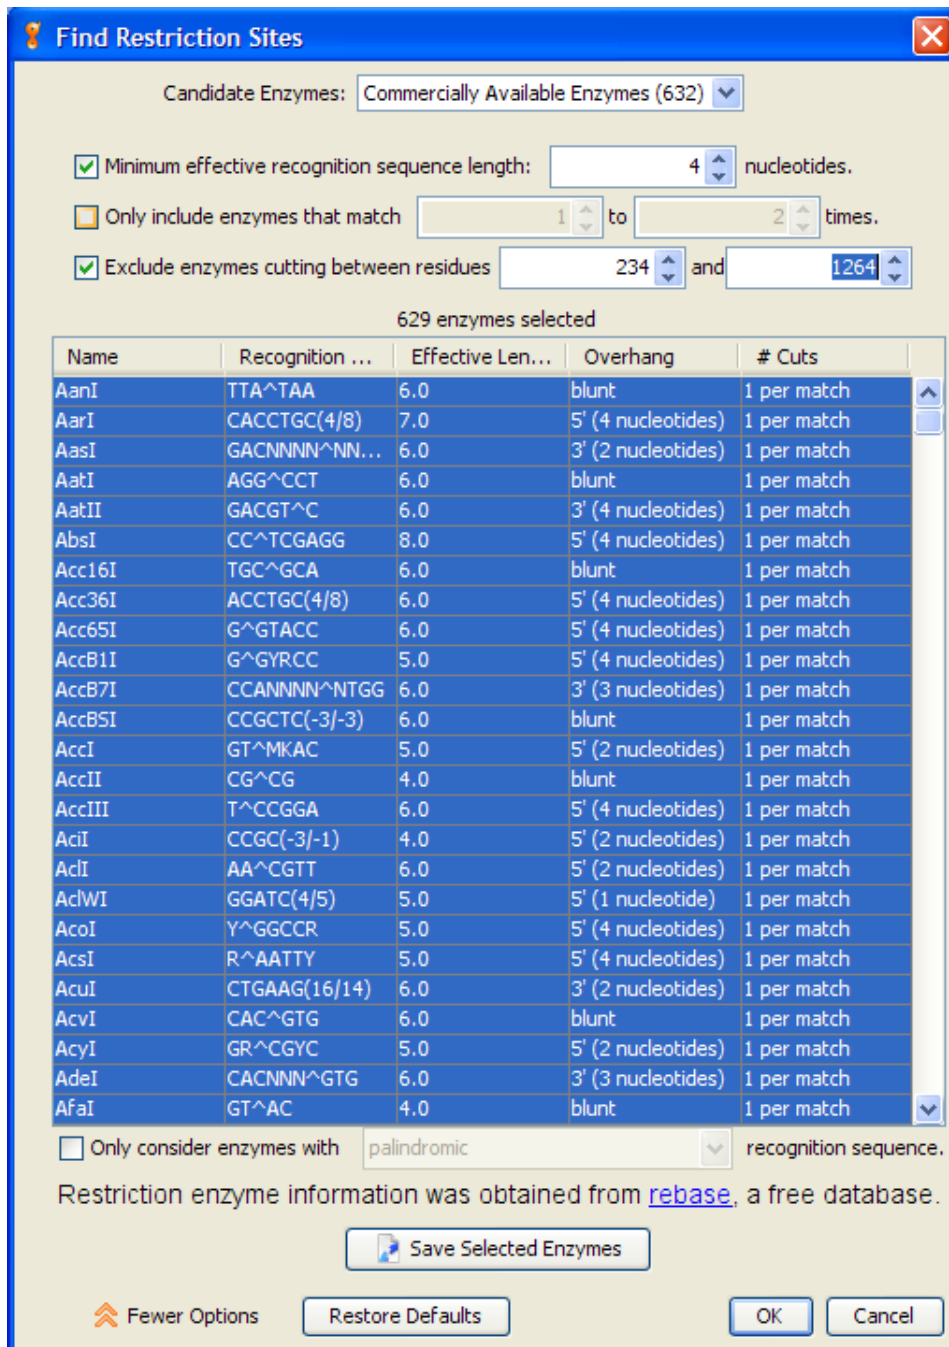 Find Restriction Sites
Candidate Enzymes: Commercially Available Enzymes (632)
Minimum effective recognition sequence length: 4 nucleotides.
Only include enzymes that match 1 to 2 times.
Exclude enzymes cutting between residues 234 and 1264
629 enzymes selected
Name Recognition ... Effective Len... Overhang # Cuts
AanI TTA^TAA 6.0 blunt 1 per match
AarI CACCTGC(4/8) 7.0 5' (4 nucleotides) 1 per match
AasI GACNNNN^NN... 6.0 3' (2 nucleotides) 1 per match
AatI AGG^CCT 6.0 blunt 1 per match
AatII GACGT^C 6.0 3' (4 nucleotides) 1 per match
AbsI CC^TCGAGG 8.0 5' (4 nucleotides) 1 per match
Acc16I TGC^GCA 6.0 blunt 1 per match
Acc36I ACCTGC(4/8) 6.0 5' (4 nucleotides) 1 per match
Acc65I G^GTACC 6.0 5' (4 nucleotides) 1 per match
AccB1I G^GYRCC 5.0 5' (4 nucleotides) 1 per match
AccB7I CCANNNN^NTGG 6.0 3' (3 nucleotides) 1 per match
AccBSI CCGCTC(-3/-3) 6.0 blunt 1 per match
AccI GT^MKAC 5.0 5' (2 nucleotides) 1 per match
AccII CG^CG 4.0 blunt 1 per match
AccIII T^CCGGA 6.0 5' (4 nucleotides) 1 per match
AciI CCGC(-3/-1) 4.0 5' (2 nucleotides) 1 per match
AclI AA^CGTT 6.0 5' (2 nucleotides) 1 per match
AclWI GGATC(4/5) 5.0 5' (1 nucleotide) 1 per match
AcoI Y^GGCCR 5.0 5' (4 nucleotides) 1 per match
AcsI R^AATTY 5.0 5' (4 nucleotides) 1 per match
AcuI CTGAAG(16/14) 6.0 3' (2 nucleotides) 1 per match
AcvI CAC^GTG 6.0 blunt 1 per match
AcyI GR^CGYC 5.0 5' (2 nucleotides) 1 per match
AdeI CACNNN^GTG 6.0 3' (3 nucleotides) 1 per match
AfaI GT^AC 4.0 blunt 1 per match
Only consider enzymes with palindromic recognition sequence.
Restriction enzyme information was obtained from rebase, a free database.
Save Selected Enzymes
Fewer Options Restore Defaults OK Cancel